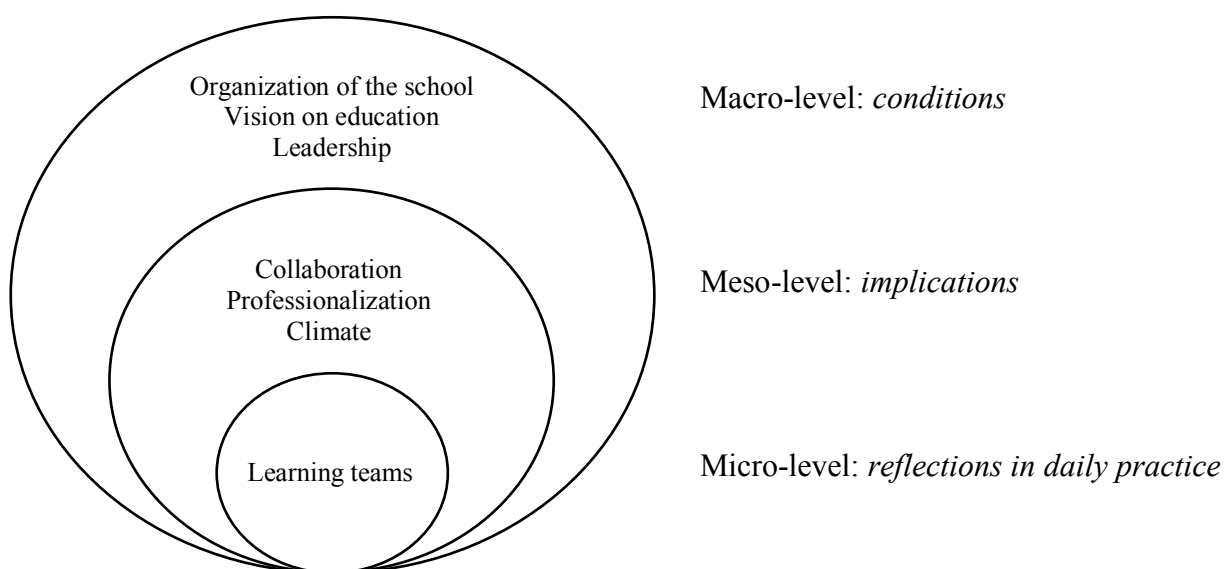 Organization of the school
Vision on education
Leadership
Macro-level: conditions
Collaboration
Professionalization
Climate
Meso-level: implications
Learning teams
Micro-level: reflections in daily practice